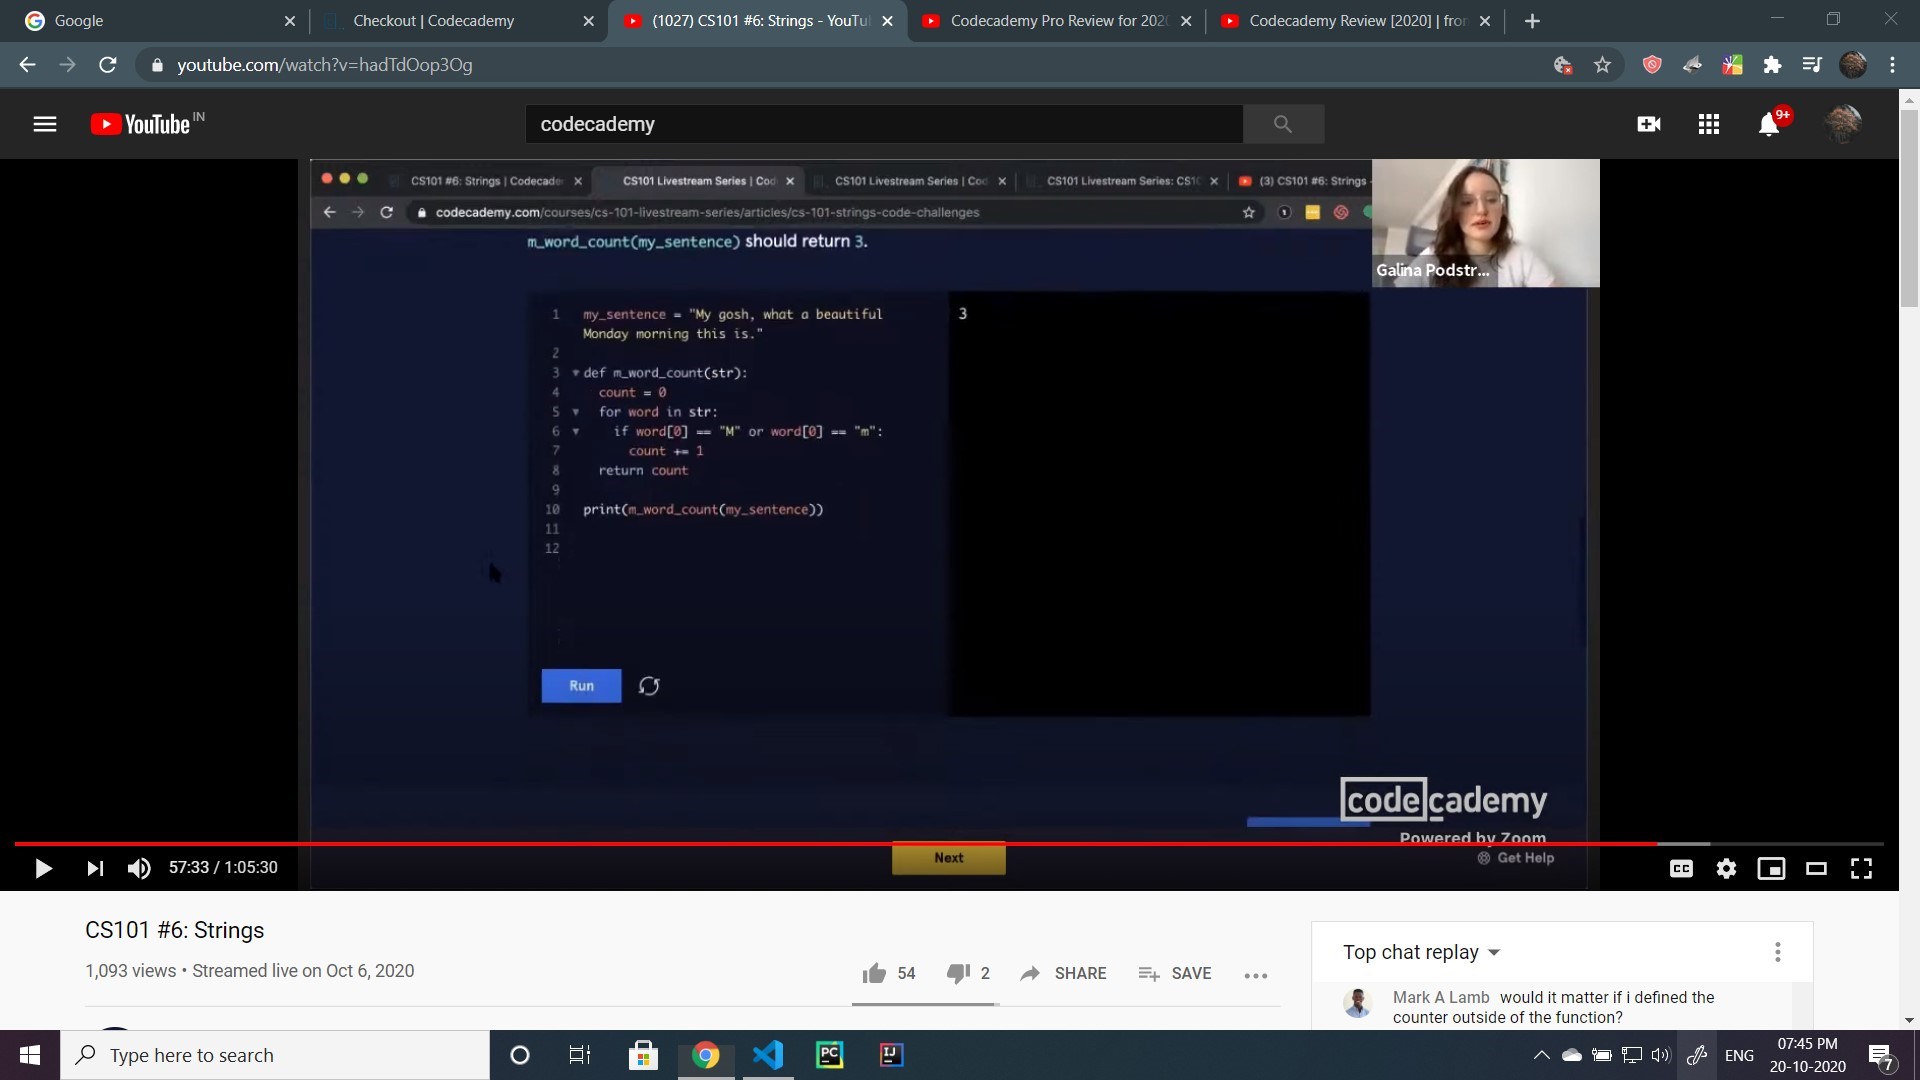 Google
Checkout | Codecademy
(1027) CS101 #6: Strings - YouTu
Codecademy Pro Review for 202
Codecademy Review [2020] | fro
youtube.com/watch?v=hadTdOop3Og
YouTube IN
codecademy
9+
CS101 #6: Strings | Codecade
CS101 Livestream Series | Cod
CS101 Livestream Series | Cod
CS101 Livestream Series: CS10
(3) CS101 #6: Strings -
codecademy.com/courses/cs-101-livestream-series/articles/cs-101-strings-code-challenges
m_word_count(my_sentence) should return 3.
Galina Podstr...
1 my_sentence = "My gosh, what a beautiful
Monday morning this is."
2
3 def m_word_count(str):
4 count = 0
5 for word in str:
6 if word[0] == "M" or word[0] == "m":
7 count += 1
8 return count
9
10 print(m_word_count(my_sentence))
11
12
3
Run
codecademy
Powered by Zoom
Next
Get Help
57:33 / 1:05:30
CC
CS101 #6: Strings
1,093 views • Streamed live on Oct 6, 2020
54
2
SHARE
SAVE
Top chat replay
Mark A Lamb would it matter if i defined the
counter outside of the function?
Type here to search
PC
IJ
ENG
07:45 PM
20-10-2020
7